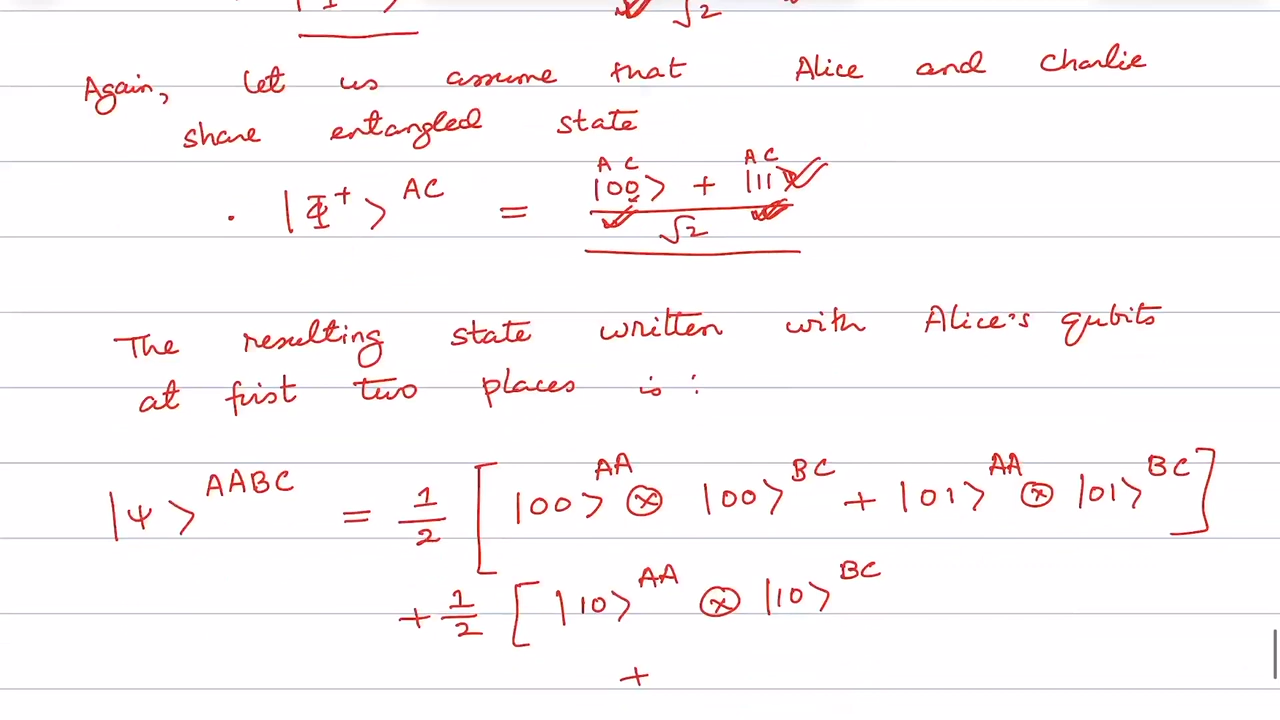 √2
Again, let us assume that Alice and Charlie
share entangled state
A C A C
. |Φ⁺⟩ᴬᶜ = |00⟩ + |11⟩
√2
The resulting state written with Alice's qubits
at first two places is :
|ψ⟩ᴬᴬᴮᶜ = 1/2 [ |00⟩ᴬᴬ ⊗ |00⟩ᴮᶜ + |01⟩ᴬᴬ ⊗ |01⟩ᴮᶜ ]
+ 1/2 [ |10⟩ᴬᴬ ⊗ |10⟩ᴮᶜ
+